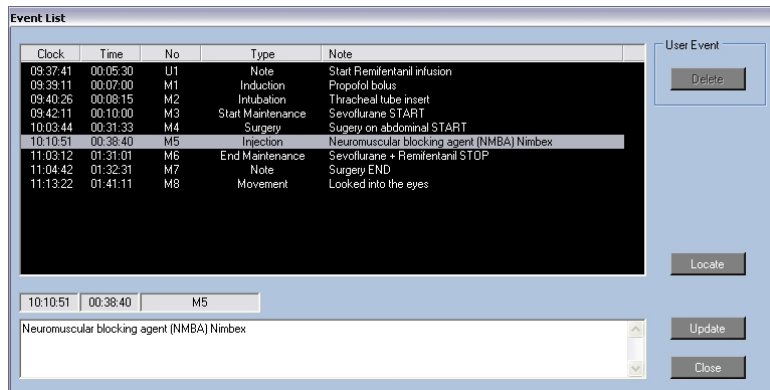 Event List
Clock Time No Type Note
09:37:41 00:05:30 U1 Note Start Remifentanil infusion
09:39:11 00:07:00 M1 Induction Propofol bolus
09:40:26 00:08:15 M2 Intubation Thracheal tube insert
09:42:11 00:10:00 M3 Start Maintenance Sevoflurane START
10:03:44 00:31:33 M4 Surgery Sugery on abdominal START
10:10:51 00:38:40 M5 Injection Neuromuscular blocking agent (NMBA) Nimbex
11:03:12 01:31:01 M6 End Maintenance Sevoflurane + Remifentanil STOP
11:04:42 01:32:31 M7 Note Surgery END
11:13:22 01:41:11 M8 Movement Looked into the eyes
User Event
Delete
Locate
10:10:51 00:38:40 M5
Neuromuscular blocking agent (NMBA) Nimbex
Update
Close